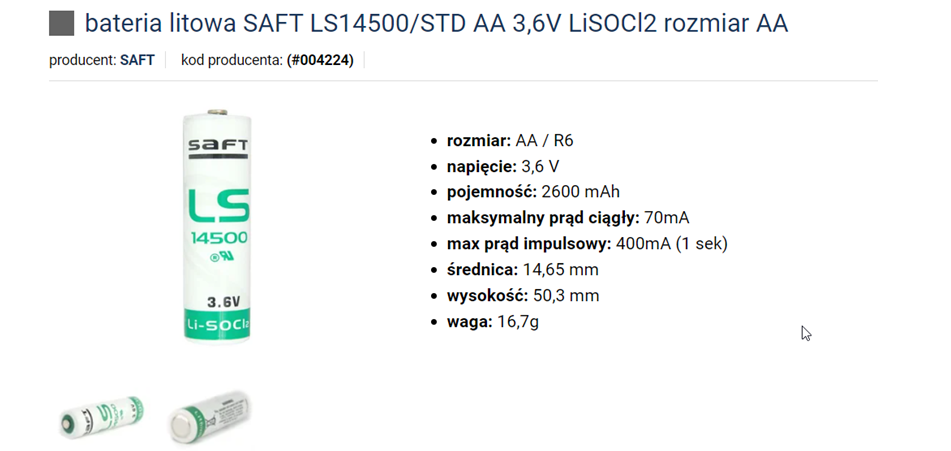 bateria litowa SAFT LS14500/STD AA 3,6V LiSOCl2 rozmiar AA
producent: SAFT kod producenta: (#004224)
saft
LS
14500
3.6V
Li-SOCl₂
rozmiar: AA / R6
napięcie: 3,6 V
pojemność: 2600 mAh
maksymalny prąd ciągły: 70mA
max prąd impulsowy: 400mA (1 sek)
średnica: 14,65 mm
wysokość: 50,3 mm
waga: 16,7g
saft
LS